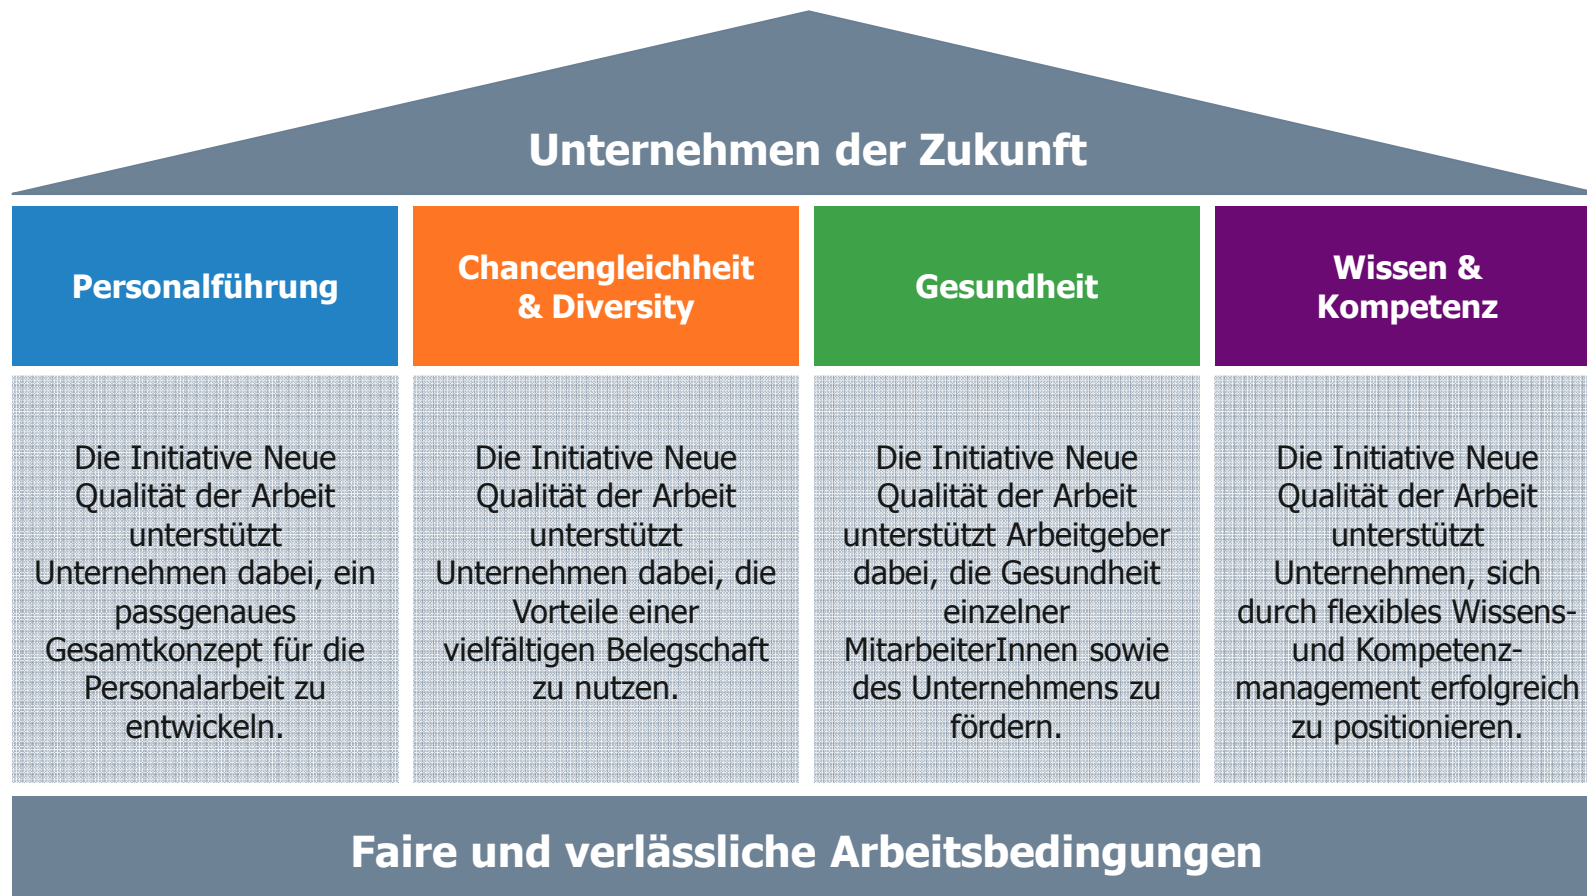 Unternehmen der Zukunft
Personalführung
Chancengleichheit
& Diversity
Gesundheit
Wissen &
Kompetenz
Die Initiative Neue
Qualität der Arbeit
unterstützt
Unternehmen dabei, ein
passgenaues
Gesamtkonzept für die
Personalarbeit zu
entwickeln.
Die Initiative Neue
Qualität der Arbeit
unterstützt
Unternehmen dabei, die
Vorteile einer
vielfältigen Belegschaft
zu nutzen.
Die Initiative Neue
Qualität der Arbeit
unterstützt Arbeitgeber
dabei, die Gesundheit
einzelner
MitarbeiterInnen sowie
des Unternehmens zu
fördern.
Die Initiative Neue
Qualität der Arbeit
unterstützt
Unternehmen, sich
durch flexibles Wissens-
und Kompetenz-
management erfolgreich
zu positionieren.
Faire und verlässliche Arbeitsbedingungen